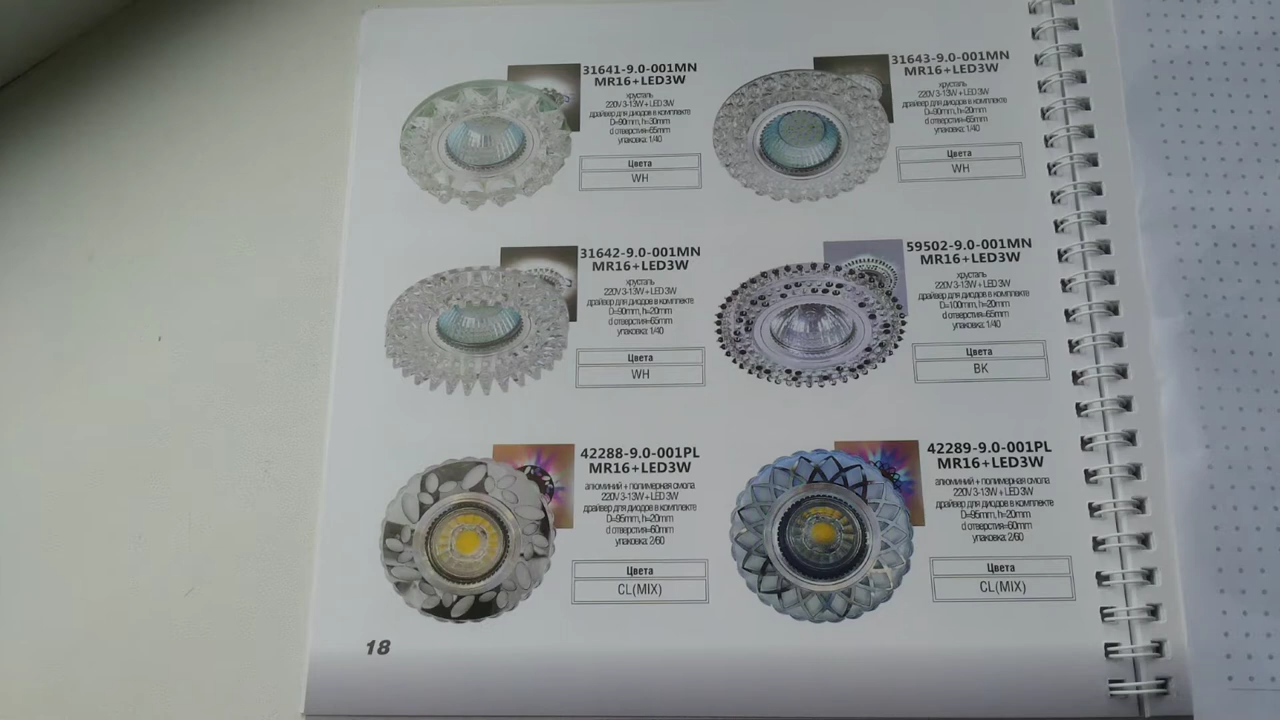 31641-9.0-001MN
MR16+LED3W
хрусталь
220V 3-13W + LED 3W
драйвер для диодов в комплекте
D=90mm, h=30mm
d отверстия=65mm
упаковка: 1/40
Цвета
WH
31643-9.0-001MN
MR16+LED3W
хрусталь
220V 3-13W + LED 3W
драйвер для диодов в комплекте
D=90mm, h=20mm
d отверстия=65mm
упаковка: 1/40
Цвета
WH
31642-9.0-001MN
MR16+LED3W
хрусталь
220V 3-13W + LED 3W
драйвер для диодов в комплекте
D=90mm, h=20mm
d отверстия=65mm
упаковка: 1/40
Цвета
WH
59502-9.0-001MN
MR16+LED3W
хрусталь
220V 3-13W + LED 3W
драйвер для диодов в комплекте
D=100mm, h=20mm
d отверстия=65mm
упаковка: 1/40
Цвета
BK
42288-9.0-001PL
MR16+LED3W
алюминий + полимерная смола
220V 3-13W + LED 3W
драйвер для диодов в комплекте
D=95mm, h=20mm
d отверстия=60mm
упаковка: 2/60
Цвета
CL(MIX)
42289-9.0-001PL
MR16+LED3W
алюминий + полимерная смола
220V 3-13W + LED 3W
драйвер для диодов в комплекте
D=95mm, h=20mm
d отверстия=60mm
упаковка: 2/60
Цвета
CL(MIX)
18